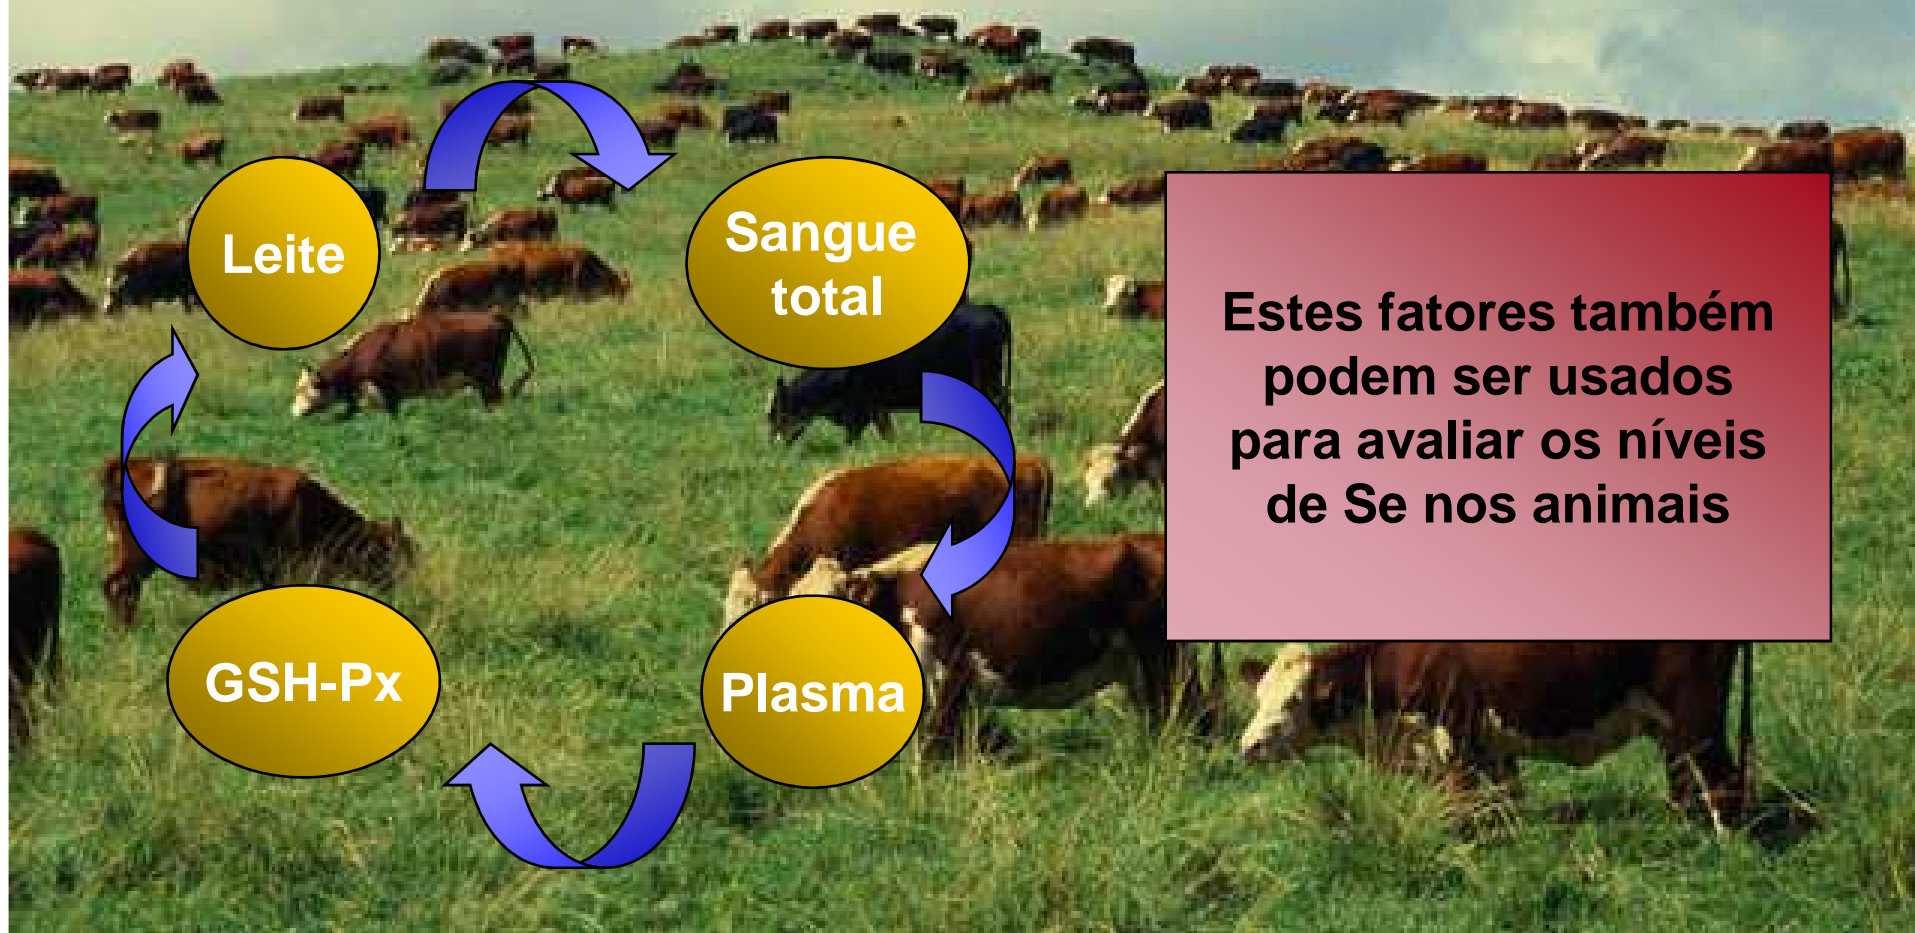 Leite
Sangue
total
GSH-Px
Plasma
Estes fatores também
podem ser usados
para avaliar os níveis
de Se nos animais